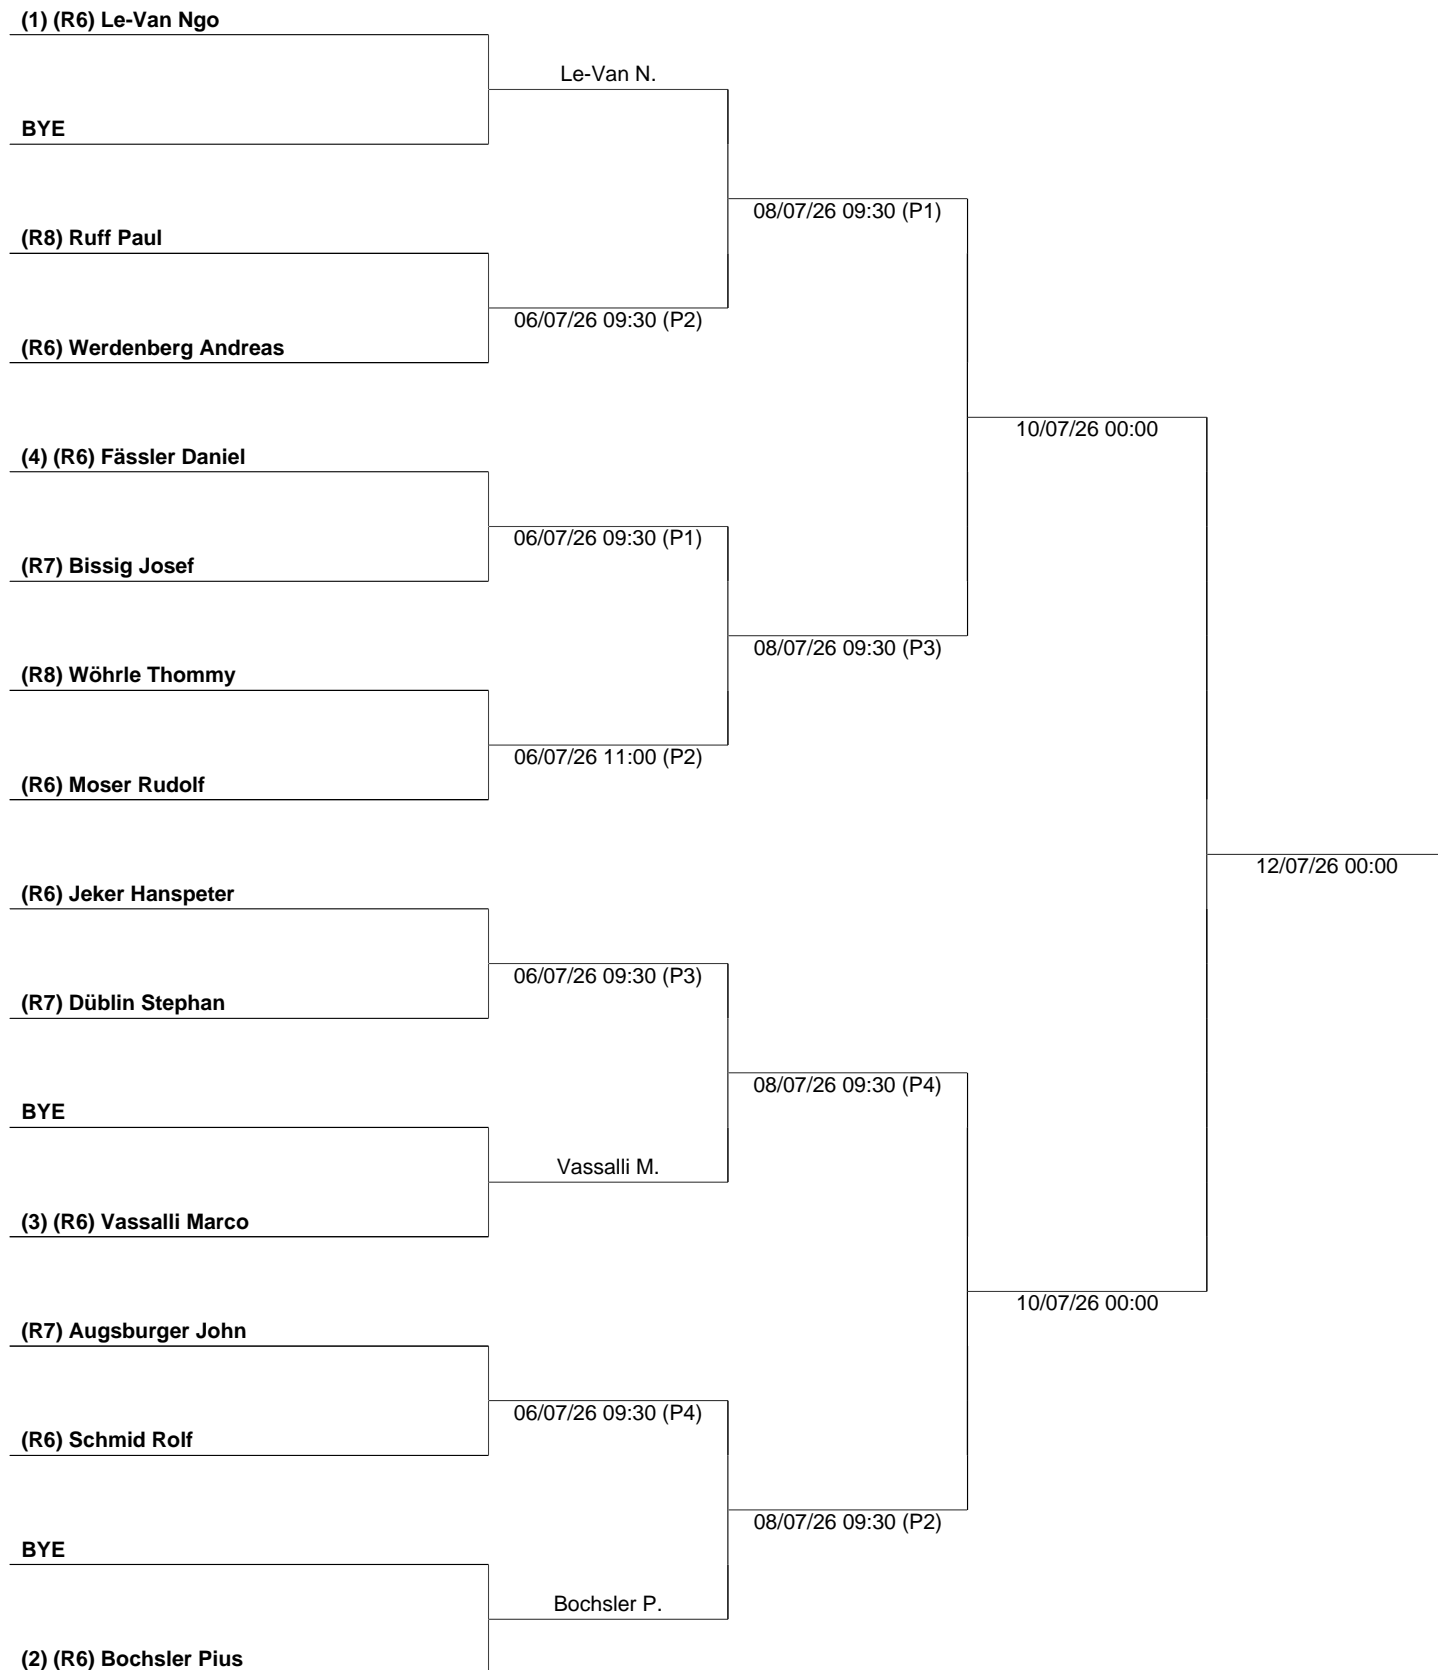 (1) (R6) Le-Van Ngo
Le-Van N.
BYE
08/07/26 09:30 (P1)
(R8) Ruff Paul
06/07/26 09:30 (P2)
(R6) Werdenberg Andreas
10/07/26 00:00
(4) (R6) Fässler Daniel
06/07/26 09:30 (P1)
(R7) Bissig Josef
08/07/26 09:30 (P3)
(R8) Wöhrle Thommy
06/07/26 11:00 (P2)
(R6) Moser Rudolf
12/07/26 00:00
(R6) Jeker Hanspeter
06/07/26 09:30 (P3)
(R7) Düblin Stephan
08/07/26 09:30 (P4)
BYE
Vassalli M.
(3) (R6) Vassalli Marco
10/07/26 00:00
(R7) Augsburger John
06/07/26 09:30 (P4)
(R6) Schmid Rolf
08/07/26 09:30 (P2)
BYE
Bochsler P.
(2) (R6) Bochsler Pius